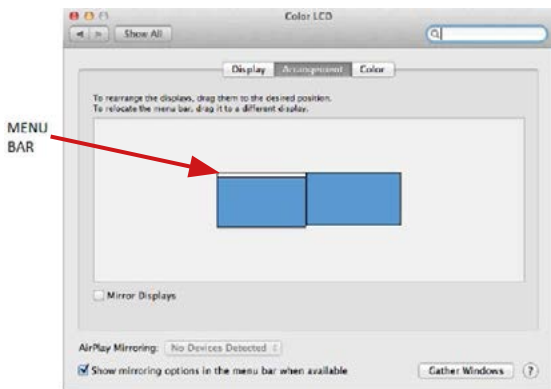 Color LCD
Show All
Display Arrangement Color
To rearrange the displays, drag them to the desired position.
To relocate the menu bar, drag it to a different display.
MENU
BAR
Mirror Displays
AirPlay Mirroring: No Devices Detected
Show mirroring options in the menu bar when available
Gather Windows ?